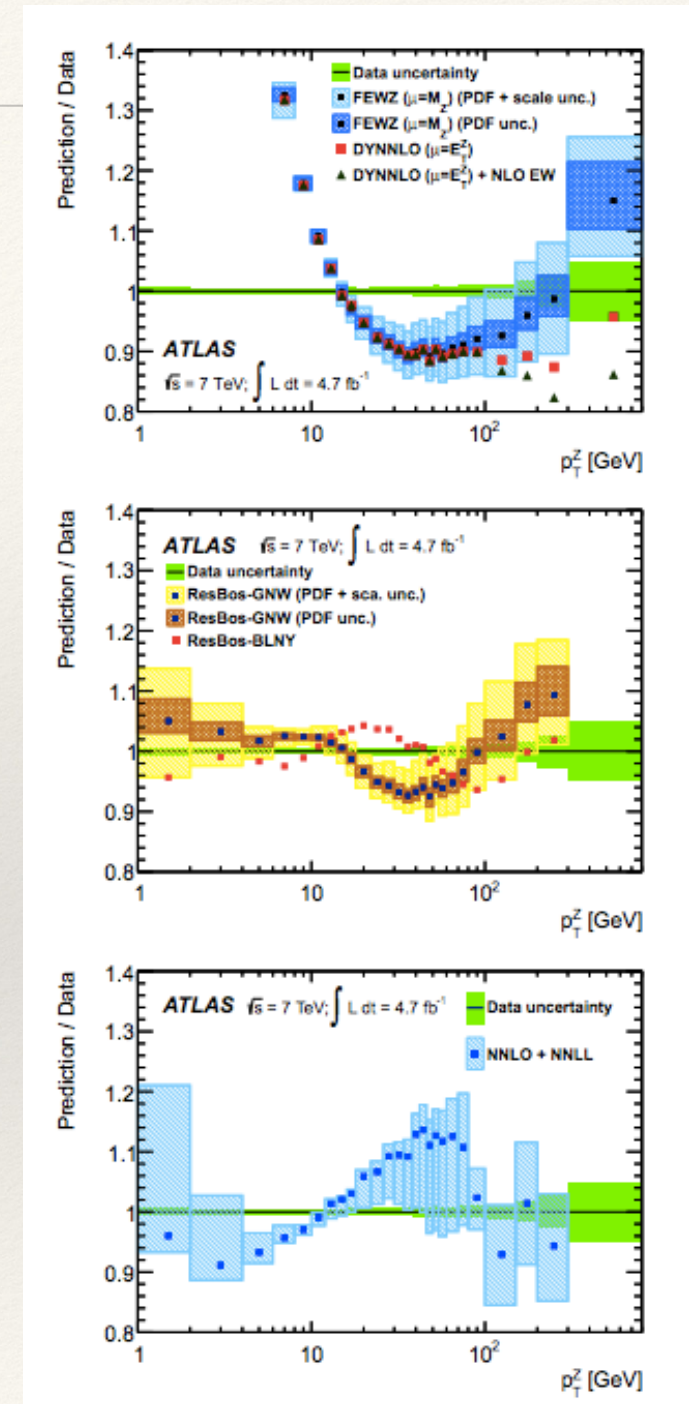 Prediction / Data
1.4
1.3
1.2
1.1
1
0.9
0.8
Data uncertainty
FEWZ (μ=M_Z) (PDF + scale unc.)
FEWZ (μ=M_Z) (PDF unc.)
DYNNLO (μ=E_T^Z)
DYNNLO (μ=E_T^Z) + NLO EW
ATLAS
√s = 7 TeV; ∫ L dt = 4.7 fb⁻¹
1 10 10²
p_T^Z [GeV]
Prediction / Data
1.4
1.3
1.2
1.1
1
0.9
0.8
ATLAS √s = 7 TeV; ∫ L dt = 4.7 fb⁻¹
Data uncertainty
ResBos-GNW (PDF + sca. unc.)
ResBos-GNW (PDF unc.)
ResBos-BLNY
1 10 10²
p_T^Z [GeV]
Prediction / Data
1.4
1.3
1.2
1.1
1
0.9
0.8
ATLAS √s = 7 TeV; ∫ L dt = 4.7 fb⁻¹
Data uncertainty
NNLO + NNLL
1 10 10²
p_T^Z [GeV]